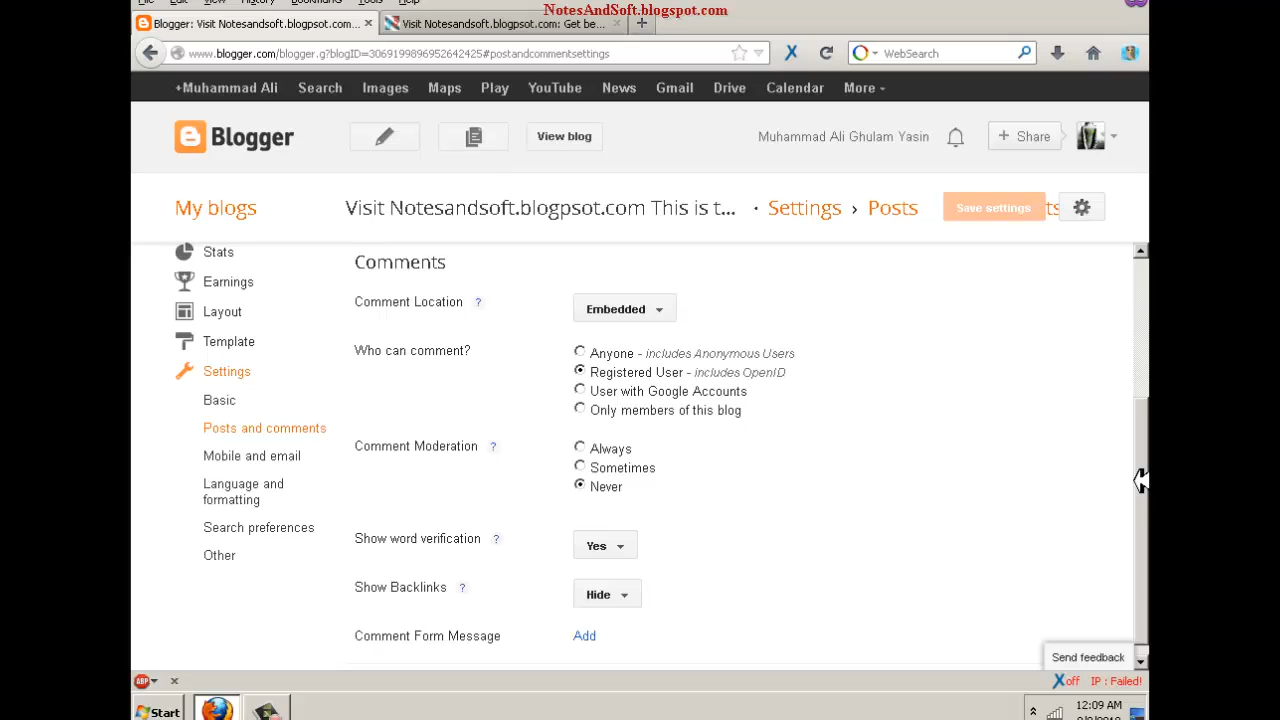 NotesAndSoft.blogspot.com
Blogger: Visit Notesandsoft.blogpsot.com...
Visit Notesandsoft.blogpsot.com: Get be...
www.blogger.com/blogger.g?blogID=3069199896952642425#postandcommentsettings
WebSearch
+Muhammad Ali Search Images Maps Play YouTube News Gmail Drive Calendar More
Blogger
View blog
Muhammad Ali Ghulam Yasin
+ Share
My blogs
Visit Notesandsoft.blogpsot.com This is t... · Settings › Posts
Save settings
ts
Stats
Earnings
Layout
Template
Settings
Basic
Posts and comments
Mobile and email
Language and
formatting
Search preferences
Other
Comments
Comment Location ?
Embedded
Who can comment?
Anyone - includes Anonymous Users
Registered User - includes OpenID
User with Google Accounts
Only members of this blog
Comment Moderation ?
Always
Sometimes
Never
Show word verification ?
Yes
Show Backlinks ?
Hide
Comment Form Message
Add
Send feedback
ABP
off IP : Failed!
Start
12:09 AM